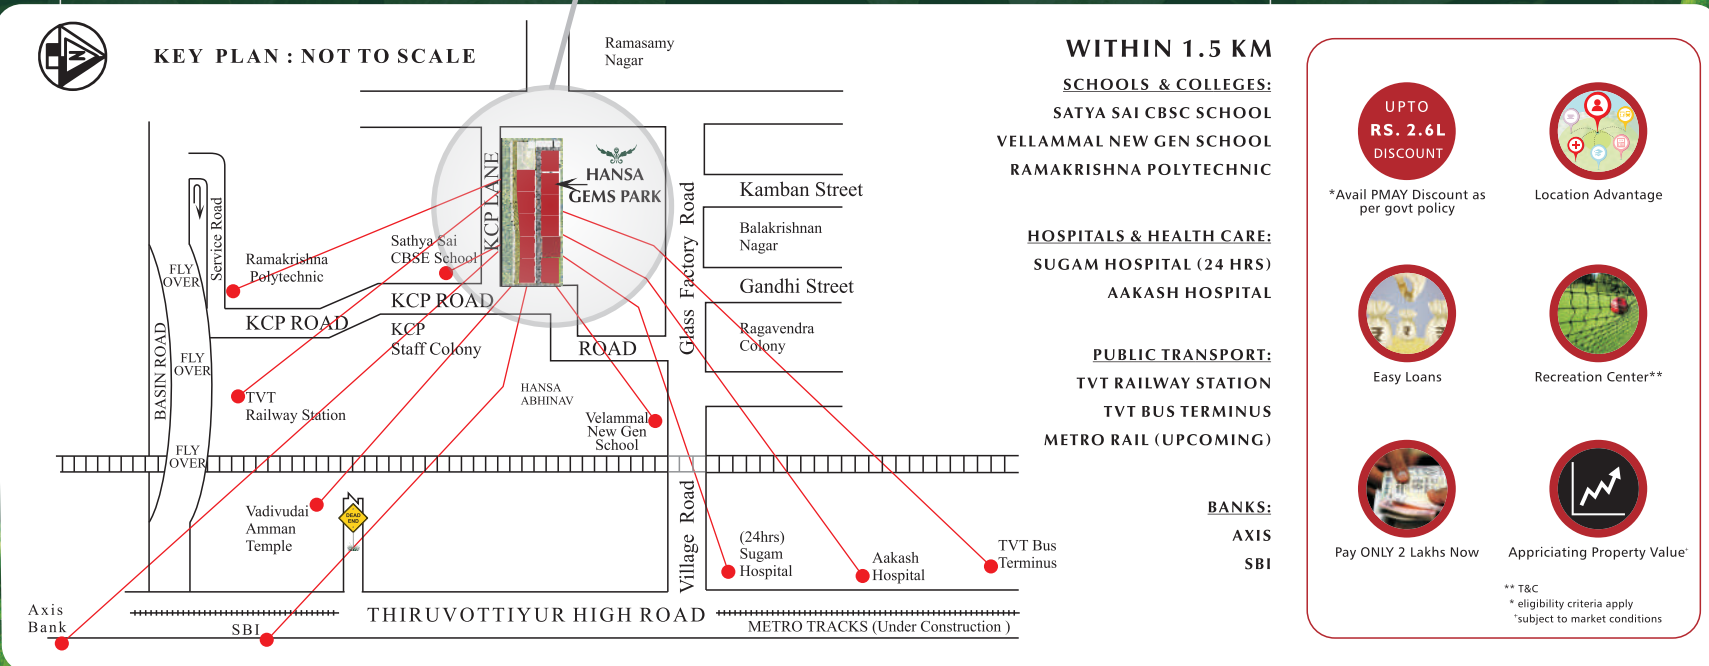 N
KEY PLAN : NOT TO SCALE
Ramasamy
Nagar
KCP LANE
HANSA
GEMS PARK
Kamban Street
Balakrishnan
Nagar
Gandhi Street
Ragavendra
Colony
Glass Factory Road
Service Road
FLY
OVER
Ramakrishna
Polytechnic
Sathya Sai
CBSE School
KCP ROAD
KCP ROAD
KCP
Staff Colony
ROAD
BASIN ROAD
FLY
OVER
HANSA
ABHINAV
TVT
Railway Station
Velammal
New Gen
School
FLY
OVER
Vadivudai
Amman
Temple
DEAD
END
Village Road
(24hrs)
Sugam
Hospital
Aakash
Hospital
TVT Bus
Terminus
Axis
Bank
SBI
THIRUVOTTIYUR HIGH ROAD
METRO TRACKS (Under Construction )
WITHIN 1.5 KM
SCHOOLS & COLLEGES:
SATYA SAI CBSC SCHOOL
VELLAMMAL NEW GEN SCHOOL
RAMAKRISHNA POLYTECHNIC
HOSPITALS & HEALTH CARE:
SUGAM HOSPITAL (24 HRS)
AAKASH HOSPITAL
PUBLIC TRANSPORT:
TVT RAILWAY STATION
TVT BUS TERMINUS
METRO RAIL (UPCOMING)
BANKS:
AXIS
SBI
UPTO
RS. 2.6L
DISCOUNT
*Avail PMAY Discount as
per govt policy
Location Advantage
Easy Loans
Recreation Center**
Pay ONLY 2 Lakhs Now
Appriciating Property Value+
** T&C
* eligibility criteria apply
+subject to market conditions